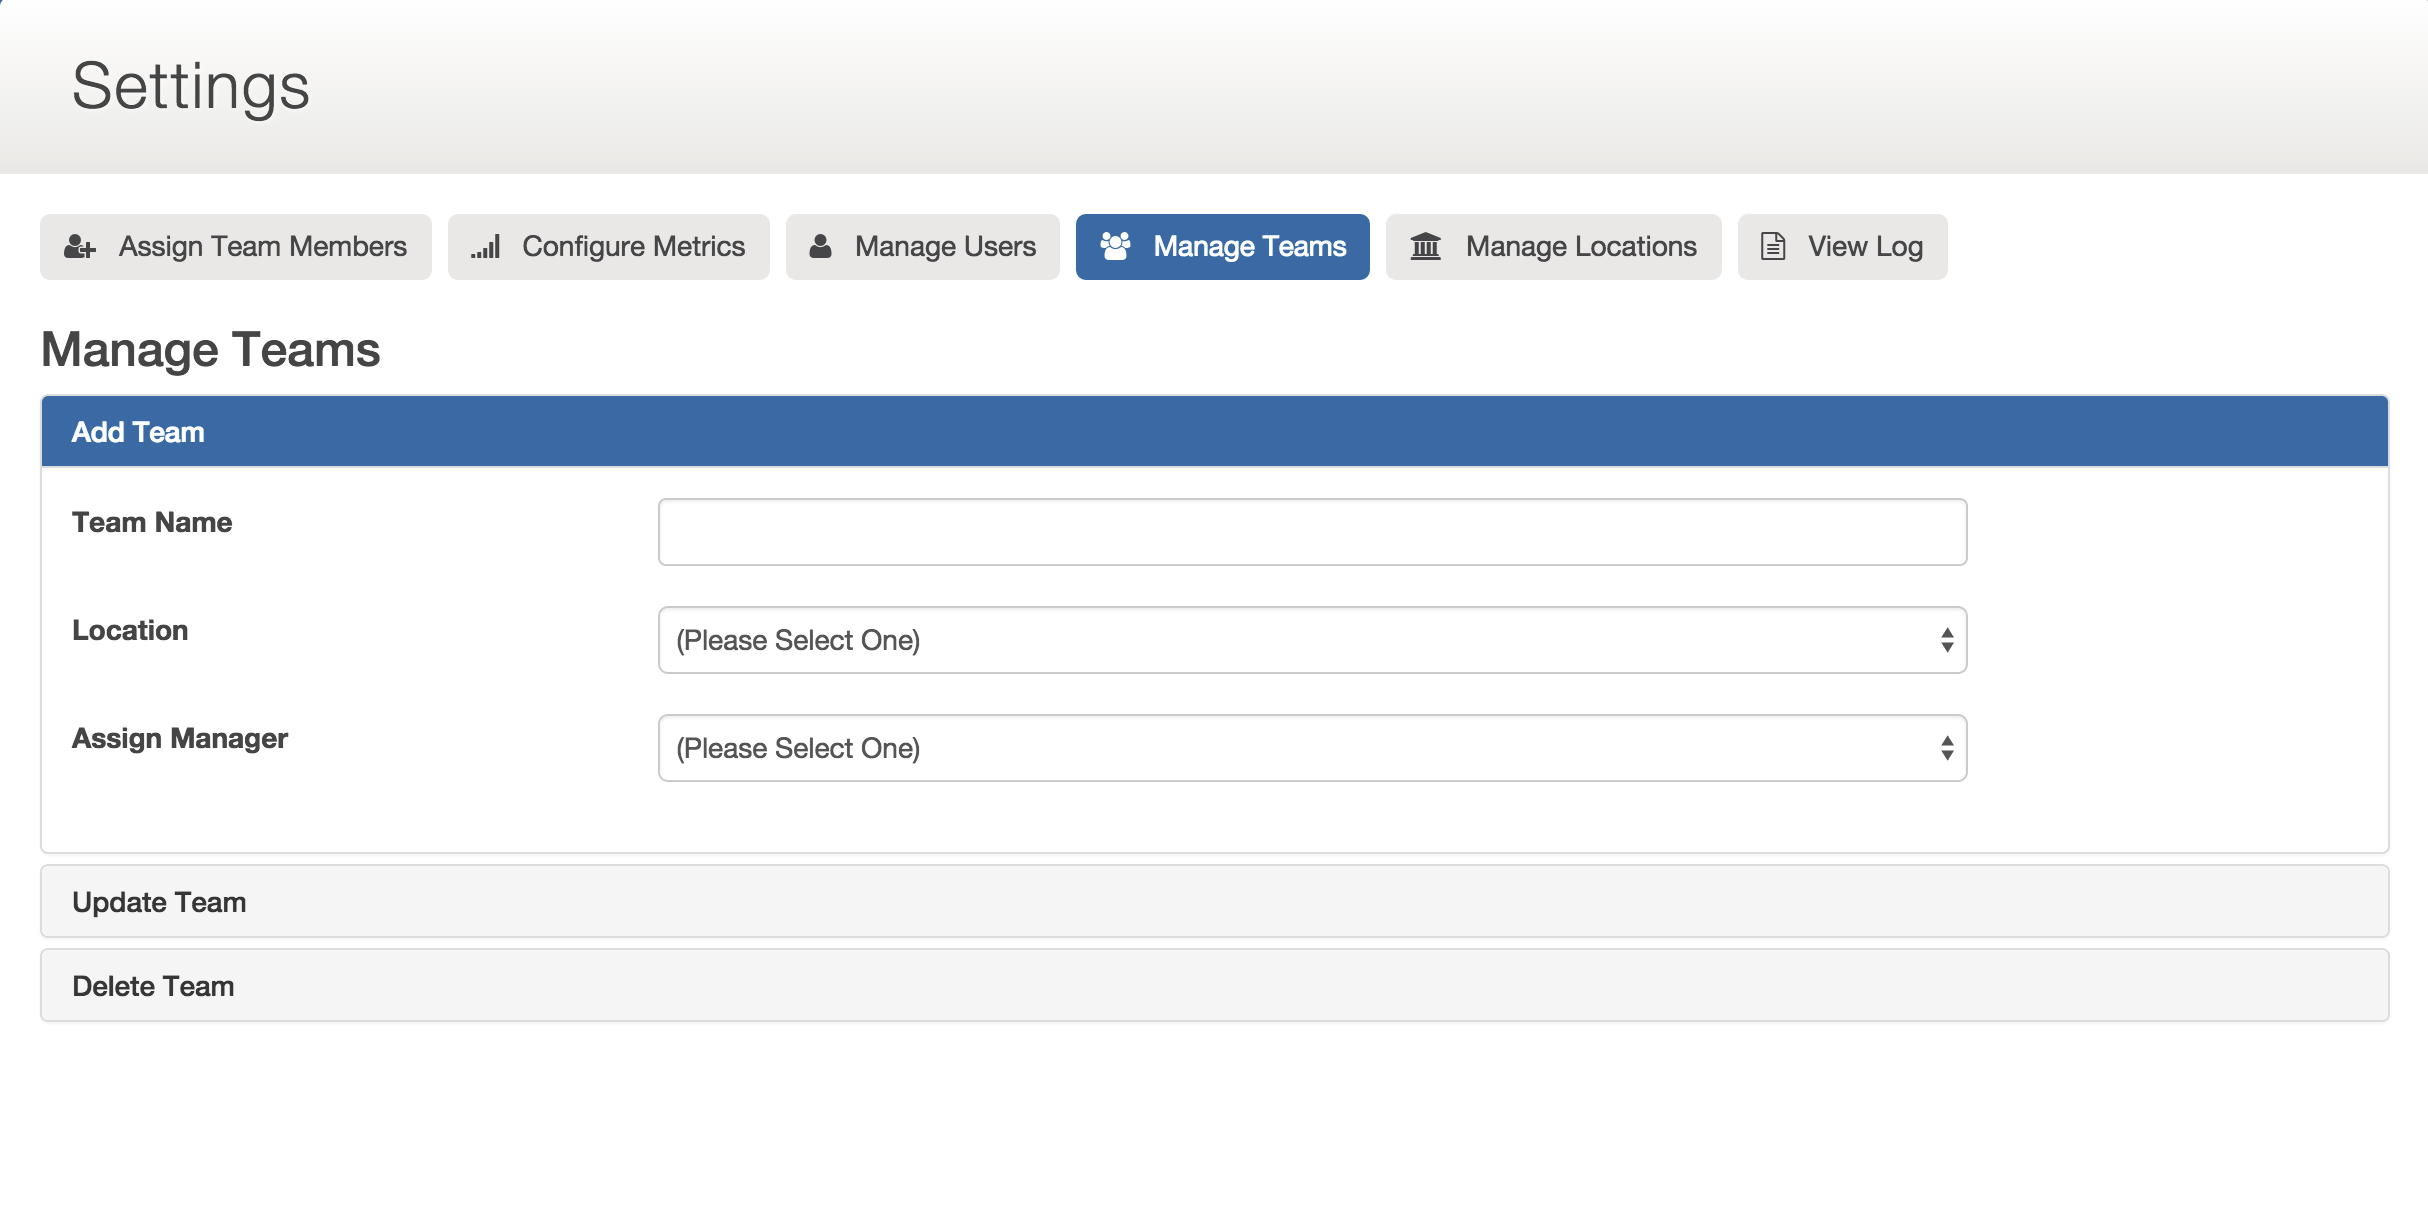 Settings
Assign Team Members Configure Metrics Manage Users Manage Teams Manage Locations View Log
Manage Teams
Add Team
Team Name
Location (Please Select One)
Assign Manager (Please Select One)
Update Team
Delete Team